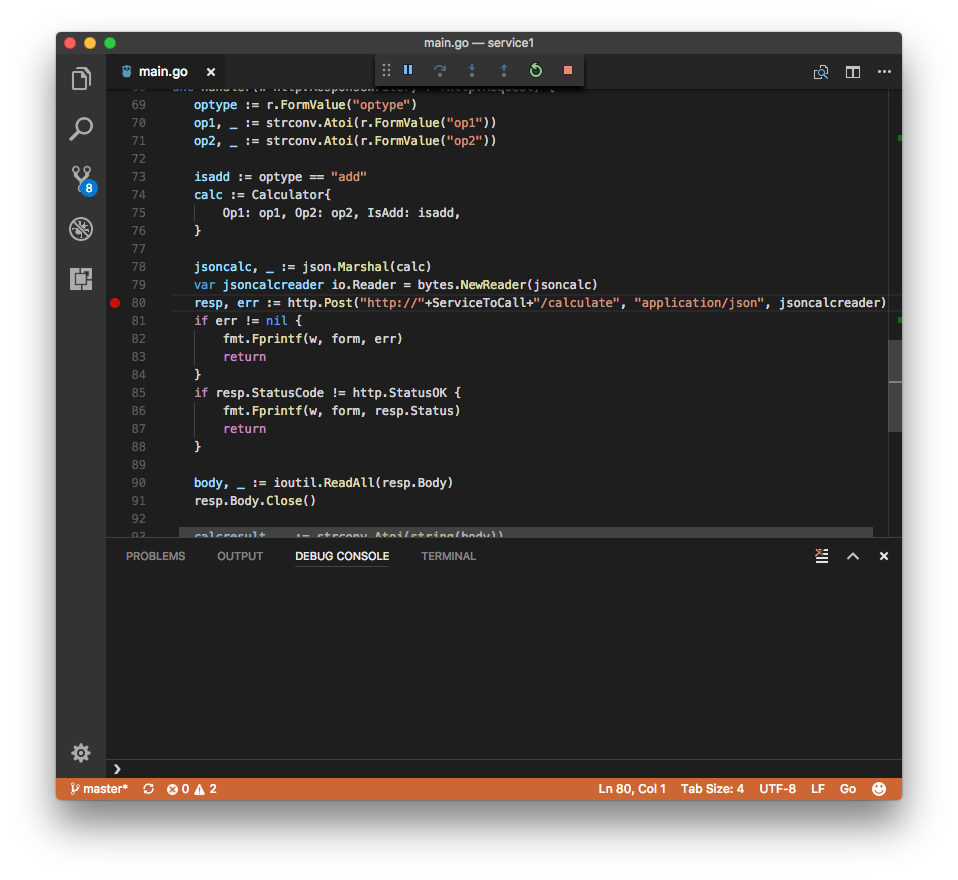 main.go — service1
main.go
69 optype := r.FormValue("optype")
70 op1, _ := strconv.Atoi(r.FormValue("op1"))
71 op2, _ := strconv.Atoi(r.FormValue("op2"))
72
73 isadd := optype == "add"
74 calc := Calculator{
75 Op1: op1, Op2: op2, IsAdd: isadd,
76 }
77
78 jsoncalc, _ := json.Marshal(calc)
79 var jsoncalcreader io.Reader = bytes.NewReader(jsoncalc)
80 resp, err := http.Post("http://"+ServiceToCall+"/calculate", "application/json", jsoncalcreader)
81 if err != nil {
82 fmt.Fprintf(w, form, err)
83 return
84 }
85 if resp.StatusCode != http.StatusOK {
86 fmt.Fprintf(w, form, resp.Status)
87 return
88 }
89
90 body, _ := ioutil.ReadAll(resp.Body)
91 resp.Body.Close()
92
93 calcresult, _ := strconv.Atoi(string(body))
8
PROBLEMS OUTPUT DEBUG CONSOLE TERMINAL
master* 0 2 Ln 80, Col 1 Tab Size: 4 UTF-8 LF Go